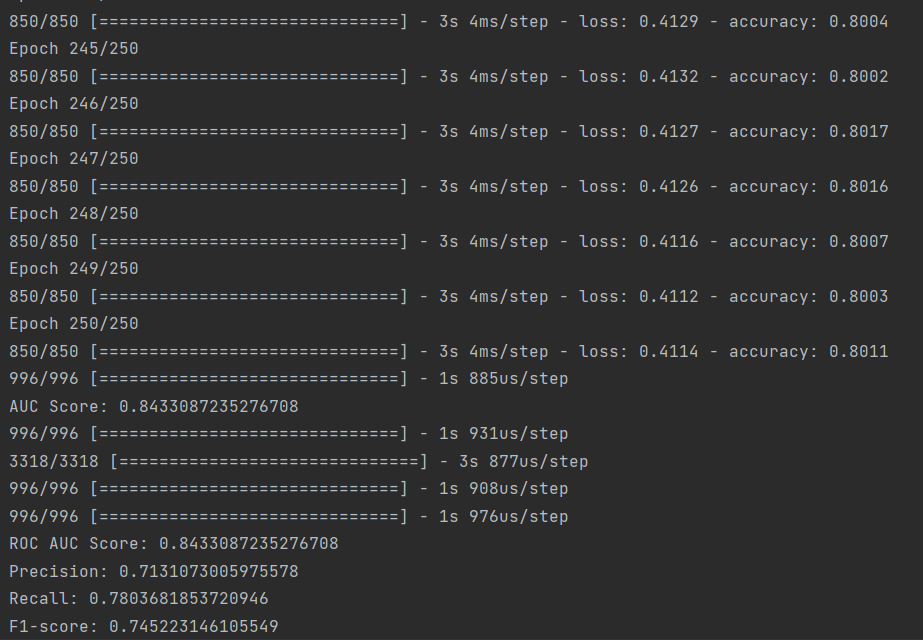 850/850 [==============================] - 3s 4ms/step - loss: 0.4129 - accuracy: 0.8004
Epoch 245/250
850/850 [==============================] - 3s 4ms/step - loss: 0.4132 - accuracy: 0.8002
Epoch 246/250
850/850 [==============================] - 3s 4ms/step - loss: 0.4127 - accuracy: 0.8017
Epoch 247/250
850/850 [==============================] - 3s 4ms/step - loss: 0.4126 - accuracy: 0.8016
Epoch 248/250
850/850 [==============================] - 3s 4ms/step - loss: 0.4116 - accuracy: 0.8007
Epoch 249/250
850/850 [==============================] - 3s 4ms/step - loss: 0.4112 - accuracy: 0.8003
Epoch 250/250
850/850 [==============================] - 3s 4ms/step - loss: 0.4114 - accuracy: 0.8011
996/996 [==============================] - 1s 885us/step
AUC Score: 0.8433087235276708
996/996 [==============================] - 1s 931us/step
3318/3318 [==============================] - 3s 877us/step
996/996 [==============================] - 1s 908us/step
996/996 [==============================] - 1s 976us/step
ROC AUC Score: 0.8433087235276708
Precision: 0.7131073005975578
Recall: 0.7803681853720946
F1-score: 0.745223146105549